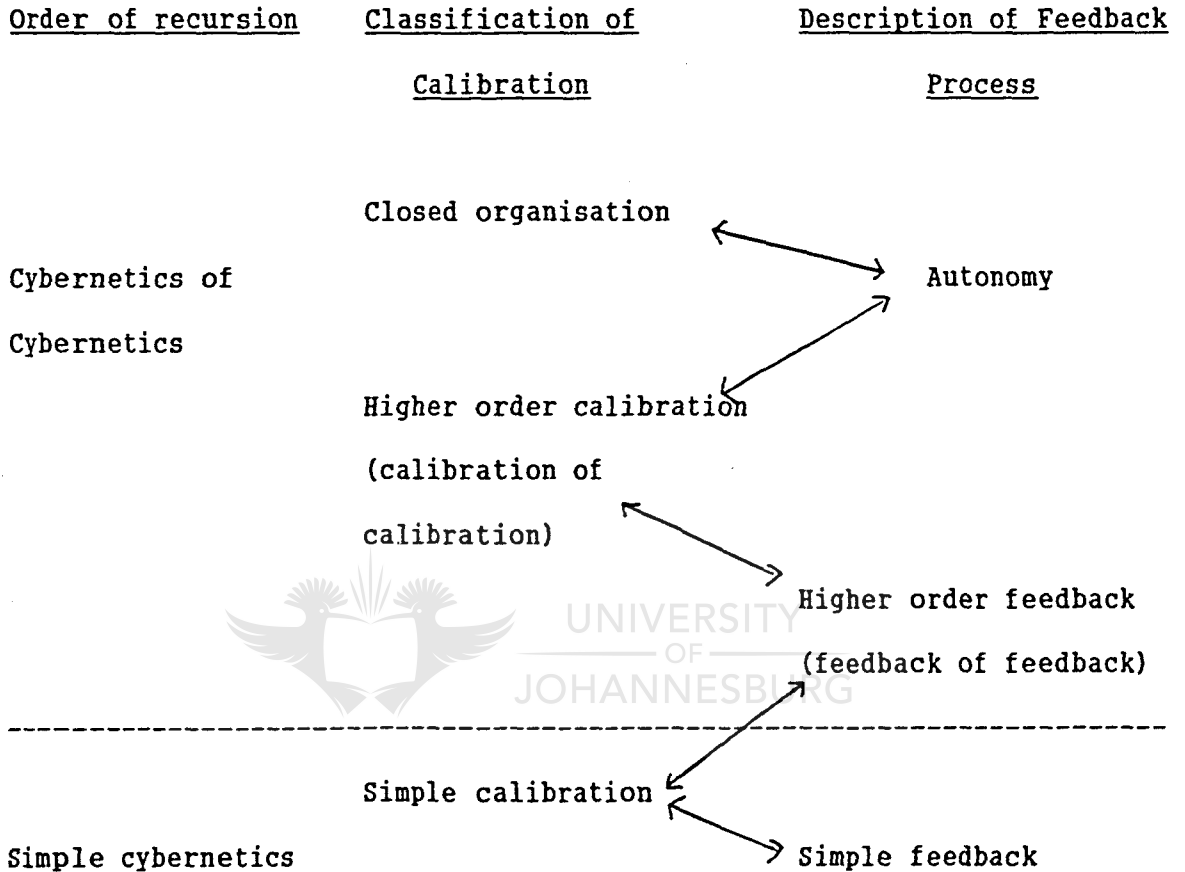 Order of recursion Classification of Description of Feedback
Calibration Process
Closed organisation
Cybernetics of Autonomy
Cybernetics
Higher order calibration
(calibration of
calibration)
Higher order feedback
UNIVERSITY
(feedback of feedback)
OF
JOHANNESBURG
Simple calibration
Simple cybernetics Simple feedback